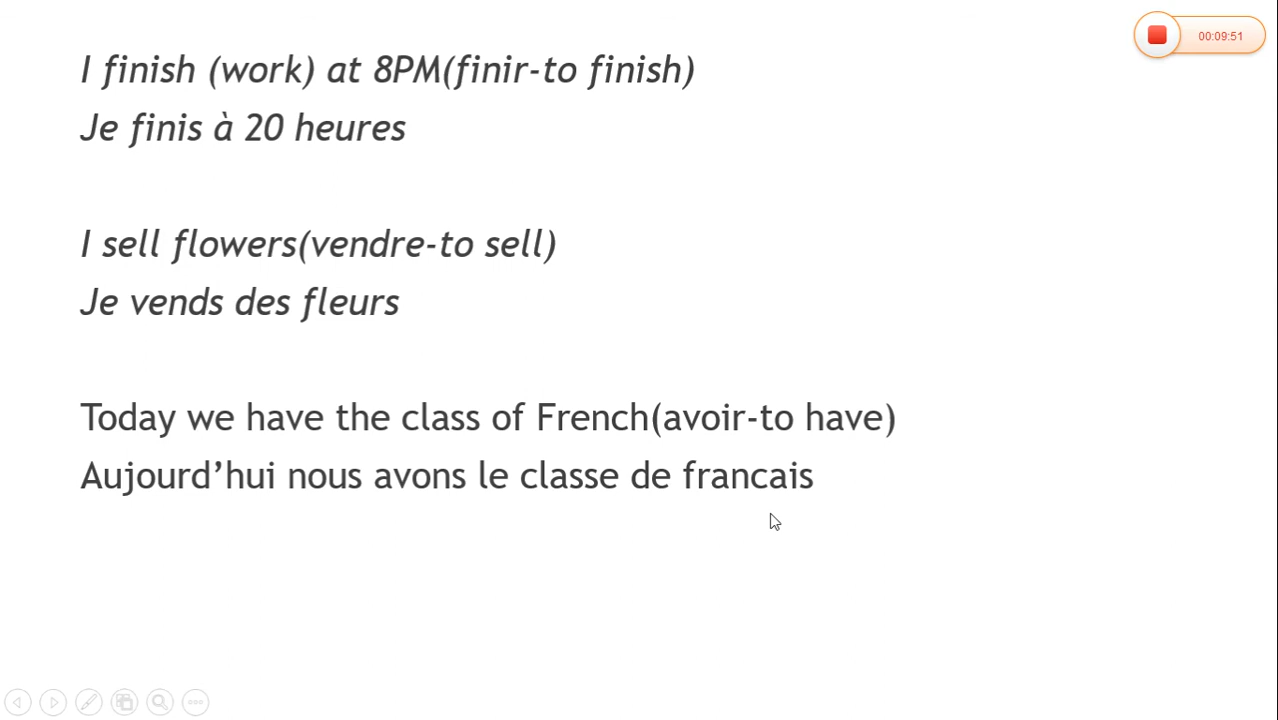 00:09:51
I finish (work) at 8PM(finir-to finish)
Je finis à 20 heures
I sell flowers(vendre-to sell)
Je vends des fleurs
Today we have the class of French(avoir-to have)
Aujourd’hui nous avons le classe de francais